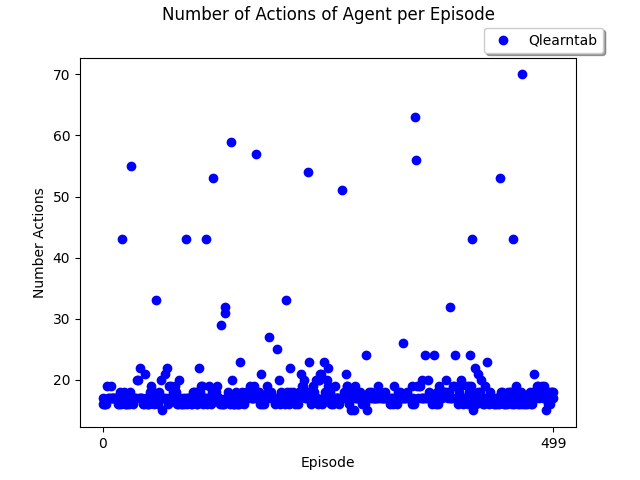 Number of Actions of Agent per Episode
Qlearntab
70
60
50
40
30
20
Number Actions
0
499
Episode